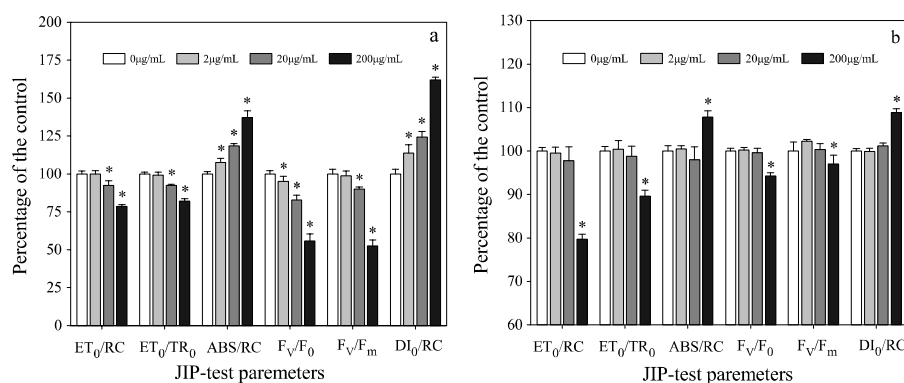 a
Percentage of the control
200
175
150
125
100
75
50
25
0
0μg/mL 2μg/mL 20μg/mL 200μg/mL
* * * * * * * * * * * * * * *
ET0/RC ET0/TR0 ABS/RC FV/F0 FV/Fm DI0/RC
JIP-test paremeters
b
Percentage of the control
130
120
110
100
90
80
70
60
0μg/mL 2μg/mL 20μg/mL 200μg/mL
* * * * * *
ET0/RC ET0/TR0 ABS/RC FV/F0 FV/Fm DI0/RC
JIP-test paremeters